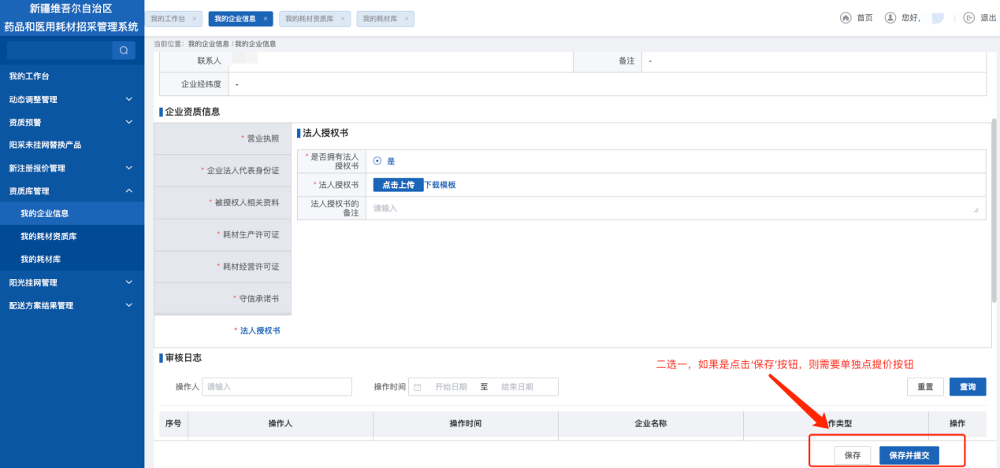 新疆维吾尔自治区
药品和医用耗材招采管理系统
我的工作台 ×
我的企业信息 ×
我的耗材资质库 ×
我的耗材库 ×
首页
您好,
退出
当前位置: 我的企业信息 / 我的企业信息
我的工作台
动态调整管理
资质预警
阳采未挂网替换产品
新注册报价管理
资质库管理
我的企业信息
我的耗材资质库
我的耗材库
阳光挂网管理
配送方案结果管理
联系人
备注 -
企业经纬度 -
企业资质信息
* 营业执照
* 企业法人代表身份证
* 被授权人相关资料
* 耗材生产许可证
* 耗材经营许可证
* 守信承诺书
* 法人授权书
法人授权书
* 是否拥有法人
授权书
是
* 法人授权书 点击上传 下载模板
法人授权书的
备注
请输入
审核日志
二选一，如果是点击‘保存’按钮，则需要单独点提价按钮
操作人 请输入
操作时间 开始日期 至 结束日期
重置 查询
序号 操作人 操作时间 企业名称 作类型 操作
保存 保存并提交